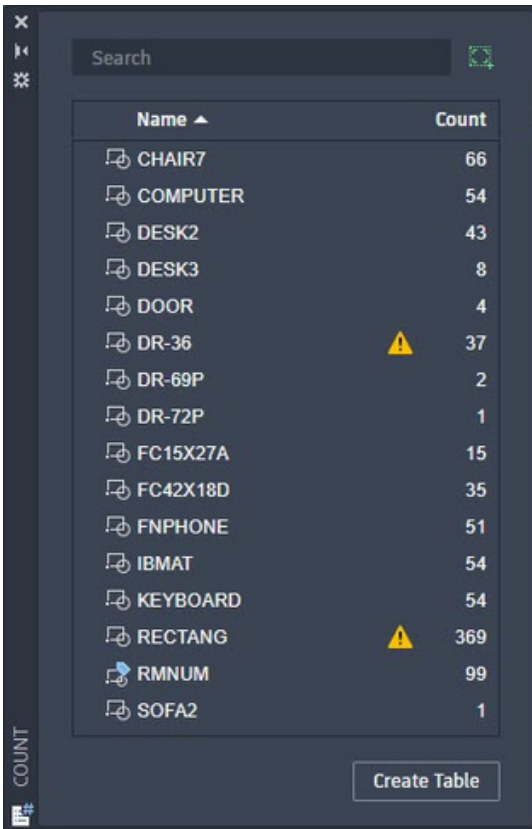 Search
Name Count
CHAIR7 66
COMPUTER 54
DESK2 43
DESK3 8
DOOR 4
DR-36 37
DR-69P 2
DR-72P 1
FC15X27A 15
FC42X18D 35
FNPHONE 51
IBMAT 54
KEYBOARD 54
RECTANG 369
RMNUM 99
SOFA2 1
Create Table
COUNT